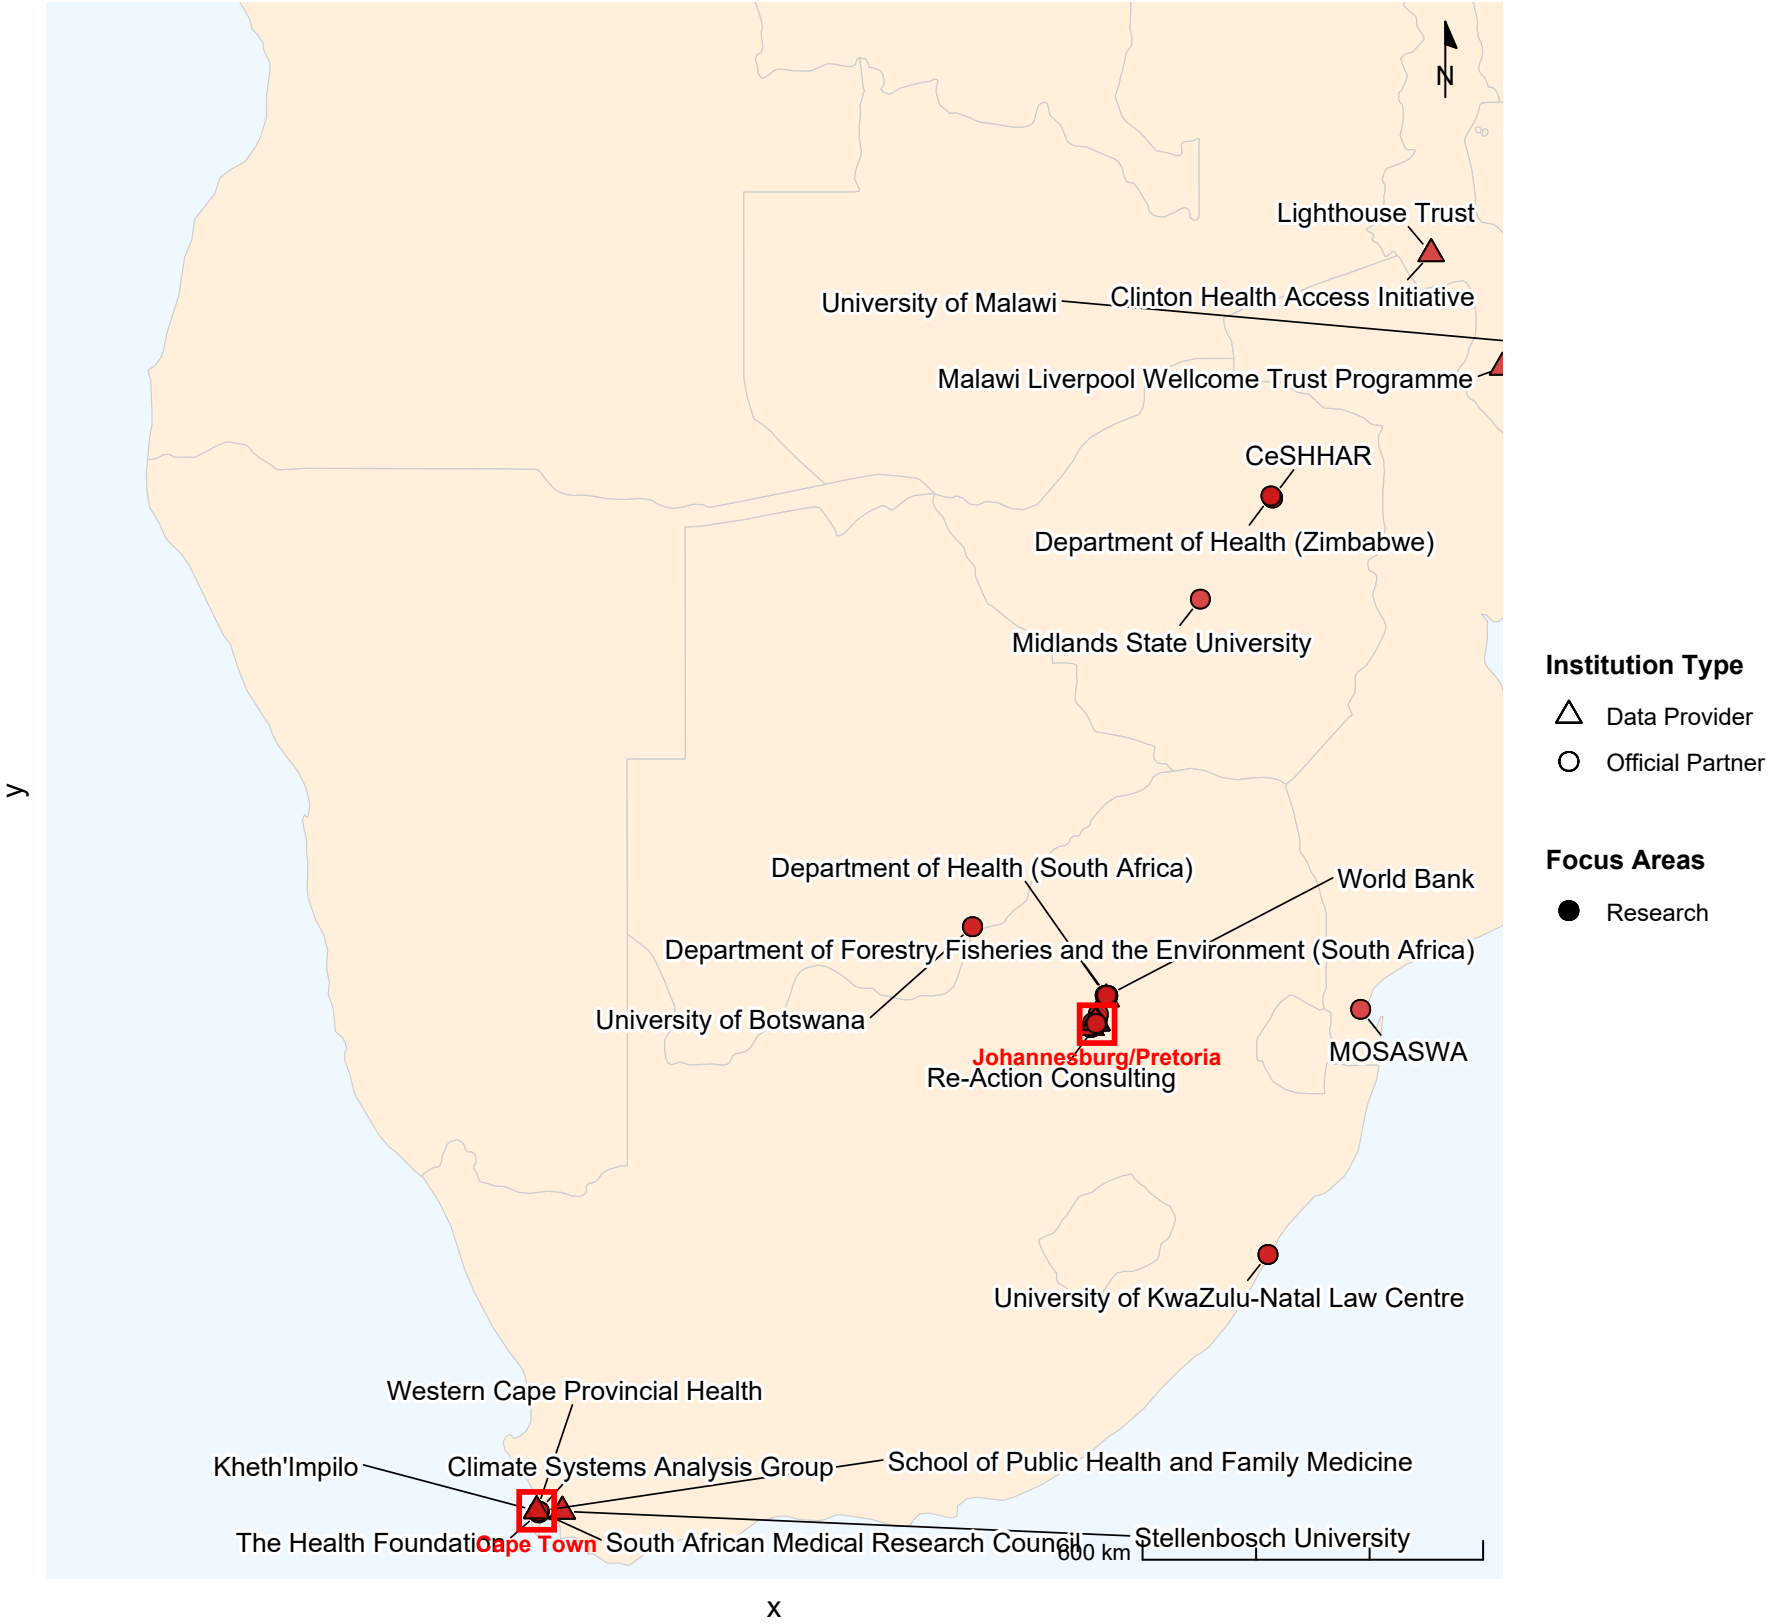 N
Lighthouse Trust
University of Malawi
Clinton Health Access Initiative
Malawi Liverpool Wellcome Trust Programme
CeSHHAR
Department of Health (Zimbabwe)
Midlands State University
Institution Type
Data Provider
Official Partner
y
Focus Areas
Research
Department of Health (South Africa)
World Bank
Department of Forestry Fisheries and the Environment (South Africa)
University of Botswana
MOSASWA
Johannesburg/Pretoria
Re-Action Consulting
University of KwaZulu-Natal Law Centre
Western Cape Provincial Health
Kheth'Impilo
Climate Systems Analysis Group
School of Public Health and Family Medicine
The Health Foundation
Cape Town
South African Medical Research Council
Stellenbosch University
600 km
x